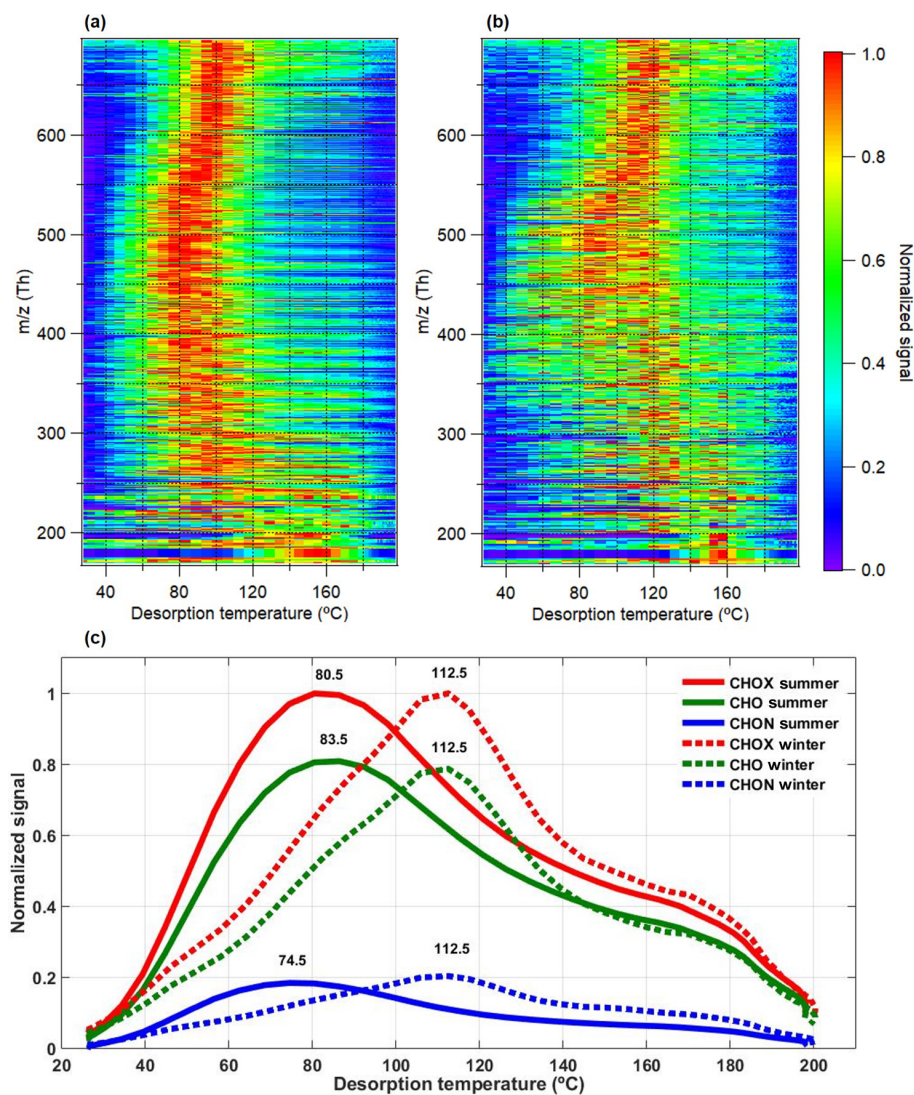 (a)
(b)
600
500
400
300
200
m/z (Th)
40
80
120
160
Desorption temperature (ºC)
600
500
400
300
200
m/z (Th)
40
80
120
160
Desorption temperature (ºC)
1.0
0.8
0.6
0.4
0.2
0.0
Normalized signal
(c)
1
0.8
0.6
0.4
0.2
0
Normalized signal
80.5
83.5
74.5
112.5
112.5
112.5
CHOX summer
CHO summer
CHON summer
CHOX winter
CHO winter
CHON winter
20
40
60
80
100
120
140
160
180
200
Desorption temperature (ºC)